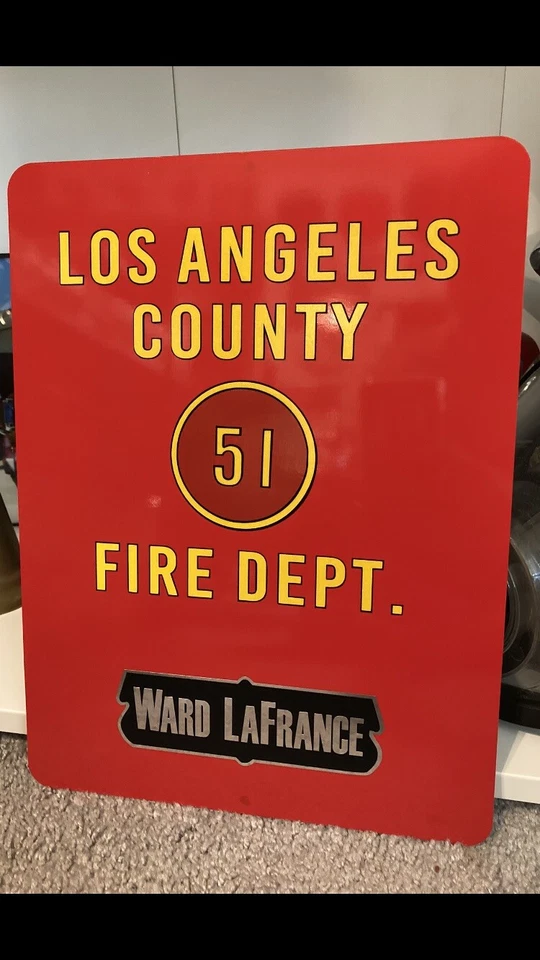 LOS ANGELES
COUNTY
51
FIRE DEPT.
WARD LAFRANCE